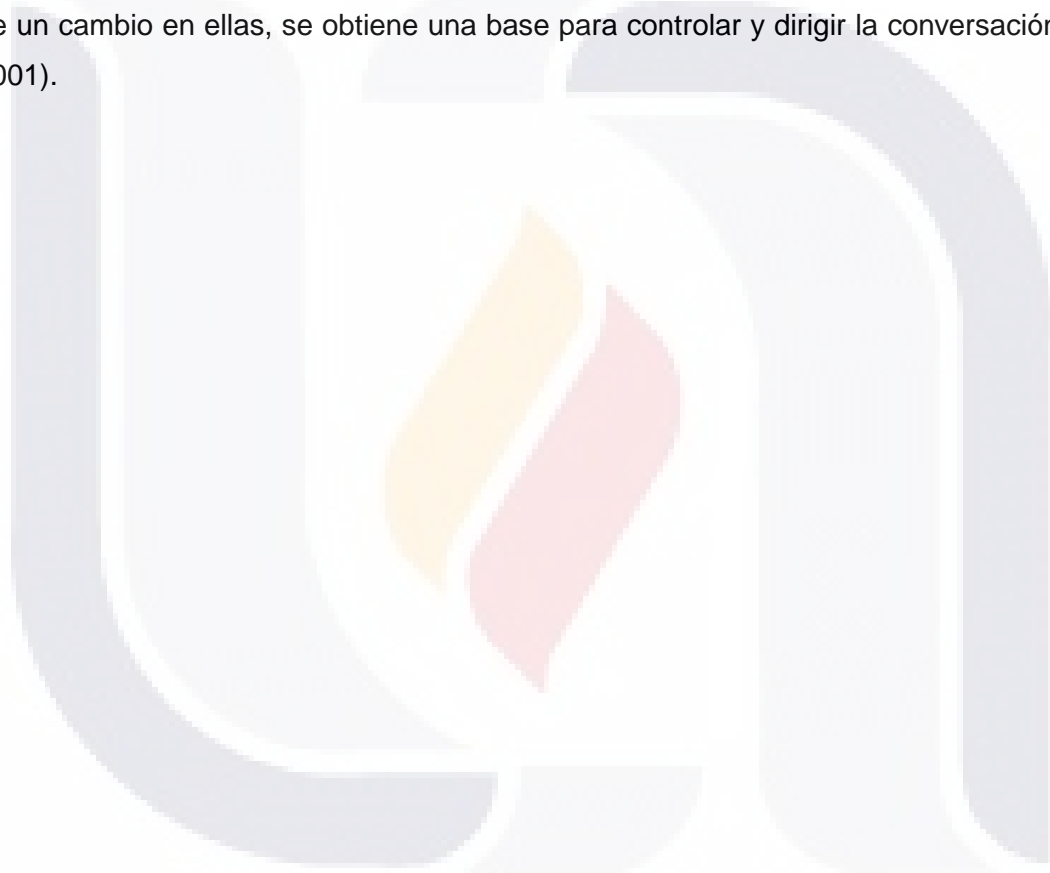 e un cambio en ellas, se obtiene una base para controlar y dirigir la conversación
001).